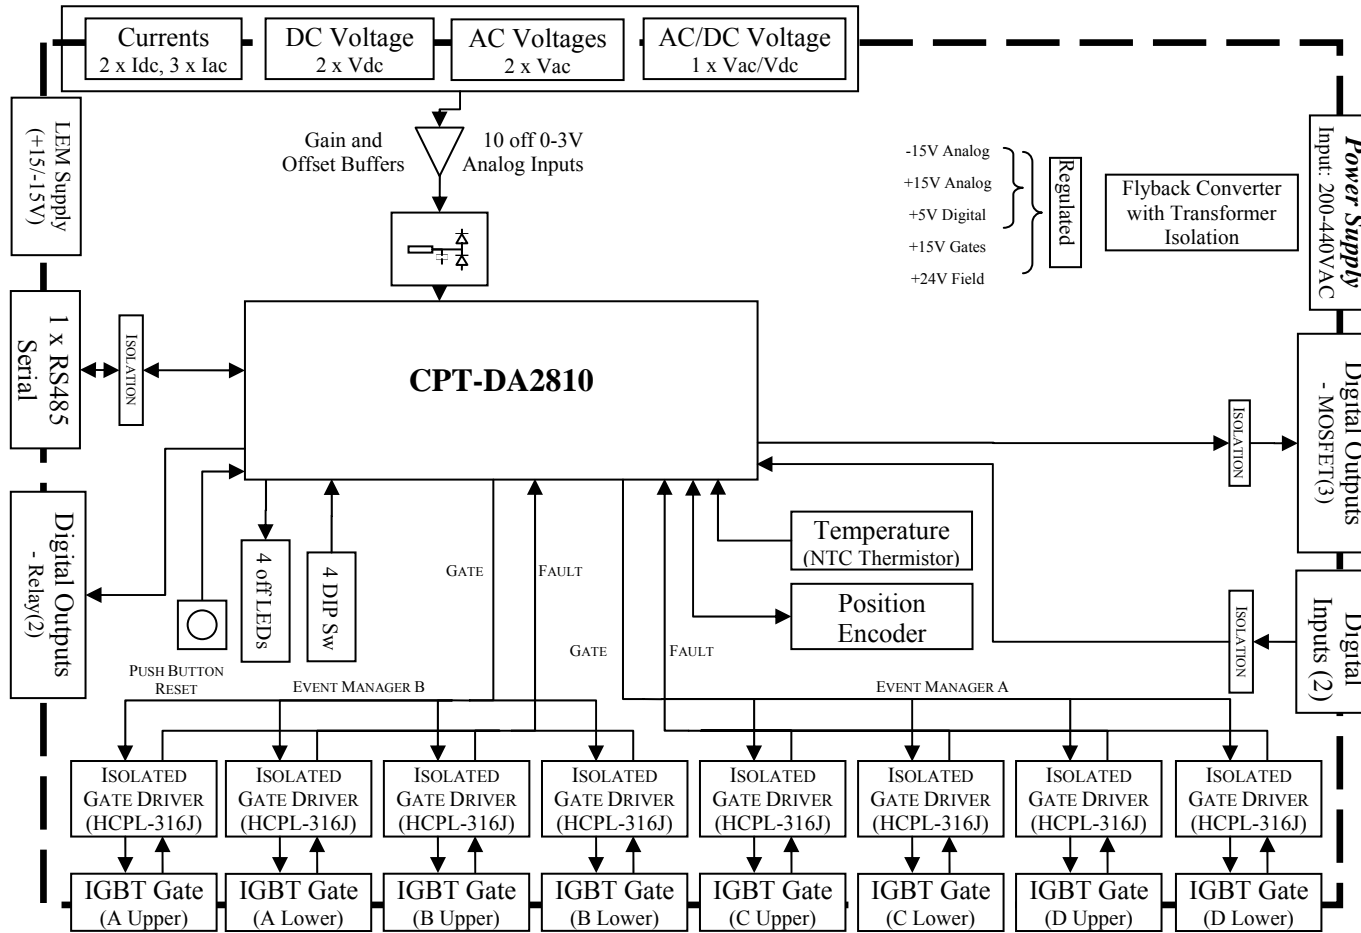 Currents
2 x Idc, 3 x Iac
DC Voltage
2 x Vdc
AC Voltages
2 x Vac
AC/DC Voltage
1 x Vac/Vdc
LEM Supply
(+15/-15V)
Gain and
Offset Buffers
10 off 0-3V
Analog Inputs
-15V Analog
+15V Analog
+5V Digital
+15V Gates
+24V Field
Regulated
Flyback Converter
with Transformer
Isolation
Power Supply
Input: 200-440VAC
1 x RS485
Serial
ISOLATION
CPT-DA2810
ISOLATION
Digital Outputs
- MOSFET(3)
Digital Outputs
- Relay(2)
PUSH BUTTON
RESET
4 off LEDs
4 DIP Sw
GATE
FAULT
GATE
FAULT
Temperature
(NTC Thermistor)
Position
Encoder
ISOLATION
Digital
Inputs (2)
EVENT MANAGER B
EVENT MANAGER A
ISOLATED
GATE DRIVER
(HCPL-316J)
ISOLATED
GATE DRIVER
(HCPL-316J)
ISOLATED
GATE DRIVER
(HCPL-316J)
ISOLATED
GATE DRIVER
(HCPL-316J)
ISOLATED
GATE DRIVER
(HCPL-316J)
ISOLATED
GATE DRIVER
(HCPL-316J)
ISOLATED
GATE DRIVER
(HCPL-316J)
ISOLATED
GATE DRIVER
(HCPL-316J)
IGBT Gate
(A Upper)
IGBT Gate
(A Lower)
IGBT Gate
(B Upper)
IGBT Gate
(B Lower)
IGBT Gate
(C Upper)
IGBT Gate
(C Lower)
IGBT Gate
(D Upper)
IGBT Gate
(D Lower)